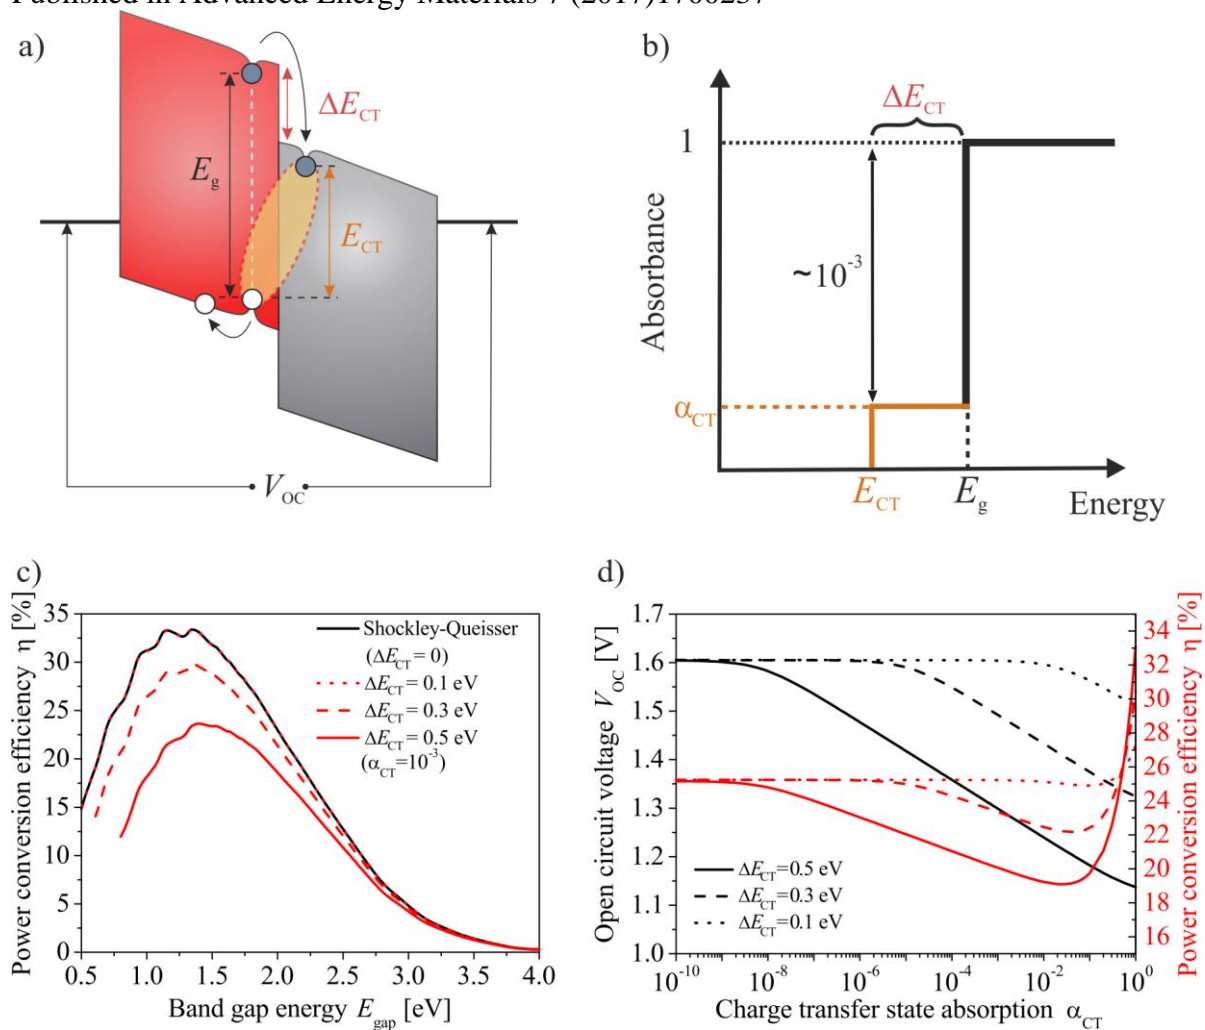 Published in Advanced Energy Materials 7 (2017)1700237
a)
ΔE_CT
E_g
E_CT
V_OC
b)
ΔE_CT
1
Absorbance
~10⁻³
α_CT
E_CT
E_g
Energy
c)
Power conversion efficiency η [%]
35
30
25
20
15
10
5
0
Shockley-Queisser
(ΔE_CT = 0)
ΔE_CT = 0.1 eV
ΔE_CT = 0.3 eV
ΔE_CT = 0.5 eV
(α_CT=10⁻³)
0.5 1.0 1.5 2.0 2.5 3.0 3.5 4.0
Band gap energy E_gap [eV]
d)
Open circuit voltage V_OC [V]
1.7
1.6
1.5
1.4
1.3
1.2
1.1
1.0
ΔE_CT=0.5 eV
ΔE_CT=0.3 eV
ΔE_CT=0.1 eV
34
32
30
28
26
24
22
20
18
16
Power conversion efficiency η [%]
10⁻¹⁰ 10⁻⁸ 10⁻⁶ 10⁻⁴ 10⁻² 10⁰
Charge transfer state absorption α_CT